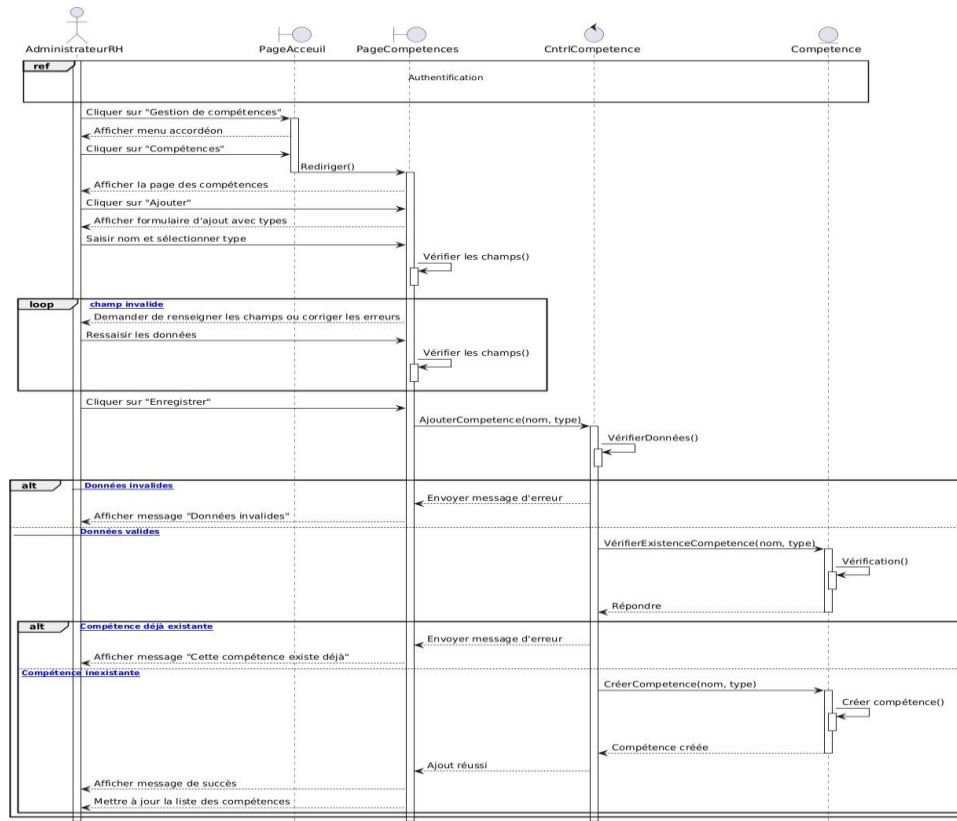 AdministrateurRH PageAcceuil PageCompetences CntrlCompetence Competence
ref
Authentification
Cliquer sur "Gestion de compétences"
Afficher menu accordéon
Cliquer sur "Compétences"
Rediriger()
Afficher la page des compétences
Cliquer sur "Ajouter"
Afficher formulaire d'ajout avec types
Saisir nom et sélectionner type
Vérifier les champs()
loop champ invalide
Demander de renseigner les champs ou corriger les erreurs
Ressaisir les données
Vérifier les champs()
Cliquer sur "Enregistrer"
AjouterCompetence(nom, type)
VérifierDonnées()
alt Données invalides
Envoyer message d'erreur
Afficher message "Données invalides"
Données valides
VérifierExistenceCompetence(nom, type)
Vérification()
Répondre
alt Compétence déjà existante
Envoyer message d'erreur
Afficher message "Cette compétence existe déjà"
Compétence inexistante
CréerCompetence(nom, type)
Créer compétence()
Compétence créée
Ajout réussi
Afficher message de succès
Mettre à jour la liste des compétences